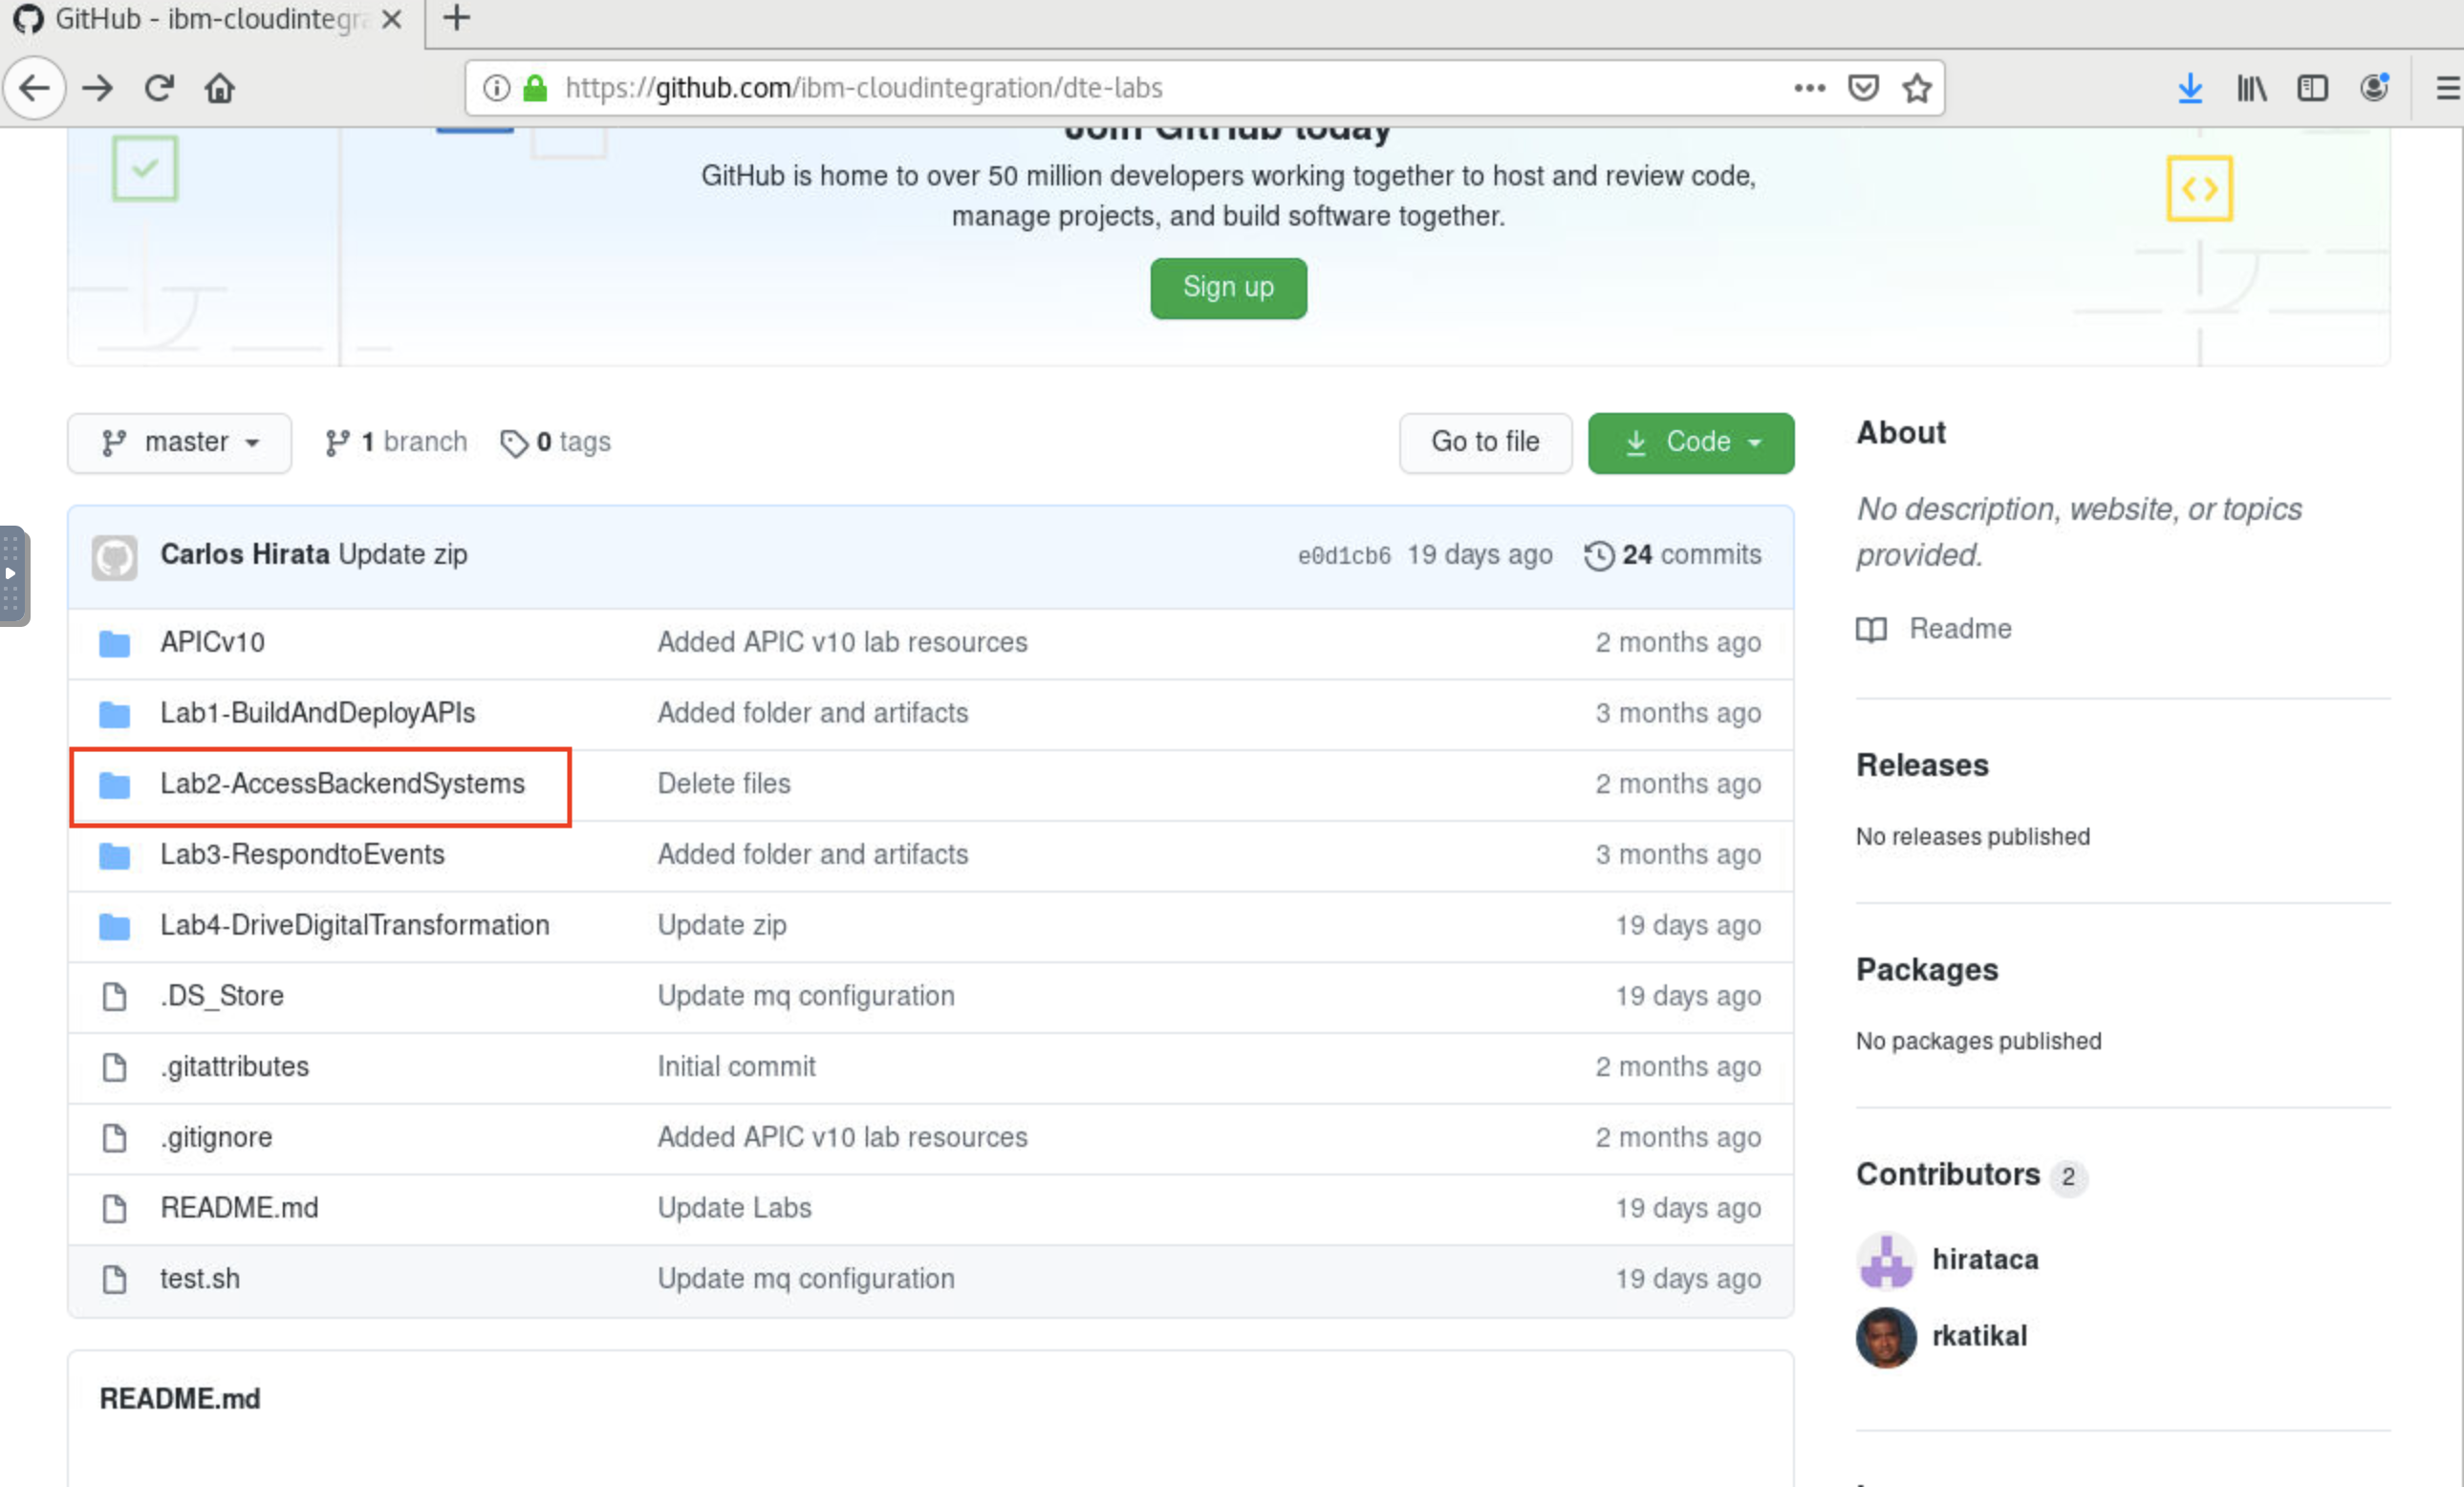 GitHub - ibm-cloudintegra
https://github.com/ibm-cloudintegration/dte-labs
Join GitHub today
GitHub is home to over 50 million developers working together to host and review code,
manage projects, and build software together.
Sign up
master
1 branch
0 tags
Go to file
Code
Carlos Hirata Update zip
e0d1cb6 19 days ago
24 commits
APICv10 Added APIC v10 lab resources 2 months ago
Lab1-BuildAndDeployAPIs Added folder and artifacts 3 months ago
Lab2-AccessBackendSystems Delete files 2 months ago
Lab3-RespondtoEvents Added folder and artifacts 3 months ago
Lab4-DriveDigitalTransformation Update zip 19 days ago
.DS_Store Update mq configuration 19 days ago
.gitattributes Initial commit 2 months ago
.gitignore Added APIC v10 lab resources 2 months ago
README.md Update Labs 19 days ago
test.sh Update mq configuration 19 days ago
README.md
About
No description, website, or topics
provided.
Readme
Releases
No releases published
Packages
No packages published
Contributors 2
hirataca
rkatikal